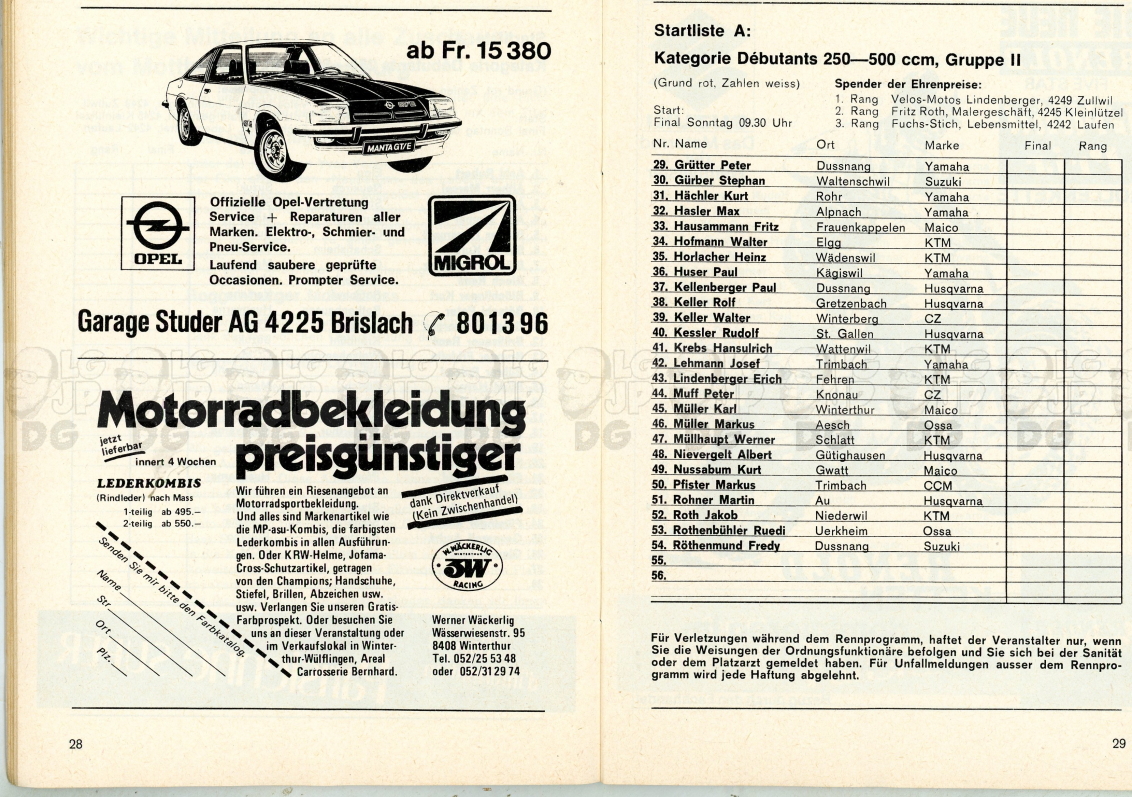 ab Fr. 15 380
MANTA GT/E
OPEL
Offizielle Opel-Vertretung
Service + Reparaturen aller
Marken. Elektro-, Schmier- und
Pneu-Service.
Laufend saubere geprüfte
Occasionen. Prompter Service.
MIGROL
Garage Studer AG 4225 Brislach 80 13 96
Motorradbekleidung
preisgünstiger
jetzt
lieferbar
innert 4 Wochen
LEDERKOMBIS
(Rindleder) nach Mass
1-teilig ab 495.—
2-teilig ab 550.—
Senden Sie mir bitte den Farbkatalog.
Name
Str.
Ort
Plz.
Wir führen ein Riesenangebot an
Motorradsportbekleidung.
Und alles sind Markenartikel wie
die MP-asu-Kombis, die farbigsten
Lederkombis in allen Ausführun-
gen. Oder KRW-Helme, Jofama-
Cross-Schutzartikel, getragen
von den Champions; Handschuhe,
Stiefel, Brillen, Abzeichen usw.
usw. Verlangen Sie unseren Gratis-
Farbprospekt. Oder besuchen Sie
uns an dieser Veranstaltung oder
im Verkaufslokal in Winter-
thur-Wülflingen, Areal
Carrosserie Bernhard.
dank Direktverkauf
(Kein Zwischenhandel)
W. WÄCKERLIG
WINTERTHUR
3W
RACING
Werner Wäckerlig
Wässerwiesenstr. 95
8408 Winterthur
Tel. 052/25 53 48
oder 052/31 29 74
28
Startliste A:
Kategorie Débutants 250—500 ccm, Gruppe II
(Grund rot, Zahlen weiss)
Start:
Final Sonntag 09.30 Uhr
Spender der Ehrenpreise:
1. Rang Velos-Motos Lindenberger, 4249 Zullwil
2. Rang Fritz Roth, Malergeschäft, 4245 Kleinlützel
3. Rang Fuchs-Stich, Lebensmittel, 4242 Laufen
Nr. Name Ort Marke Final Rang
29. Grütter Peter Dussnang Yamaha
30. Gürber Stephan Waltenschwil Suzuki
31. Hächler Kurt Rohr Yamaha
32. Hasler Max Alpnach Yamaha
33. Hausammann Fritz Frauenkappelen Maico
34. Hofmann Walter Elgg KTM
35. Horlacher Heinz Wädenswil KTM
36. Huser Paul Kägiswil Yamaha
37. Kellenberger Paul Dussnang Husqvarna
38. Keller Rolf Gretzenbach Husqvarna
39. Keller Walter Winterberg CZ
40. Kessler Rudolf St. Gallen Husqvarna
41. Krebs Hansulrich Wattenwil KTM
42. Lehmann Josef Trimbach Yamaha
43. Lindenberger Erich Fehren KTM
44. Muff Peter Knonau CZ
45. Müller Karl Winterthur Maico
46. Müller Markus Aesch Ossa
47. Müllhaupt Werner Schlatt KTM
48. Nievergelt Albert Gütighausen Husqvarna
49. Nussabum Kurt Gwatt Maico
50. Pfister Markus Trimbach CCM
51. Rohner Martin Au Husqvarna
52. Roth Jakob Niederwil KTM
53. Rothenbühler Ruedi Uerkheim Ossa
54. Röthenmund Fredy Dussnang Suzuki
55.
56.
Für Verletzungen während dem Rennprogramm, haftet der Veranstalter nur, wenn
Sie die Weisungen der Ordnungsfunktionäre befolgen und Sie sich bei der Sanität
oder dem Platzarzt gemeldet haben. Für Unfallmeldungen ausser dem Rennpro-
gramm wird jede Haftung abgelehnt.
29